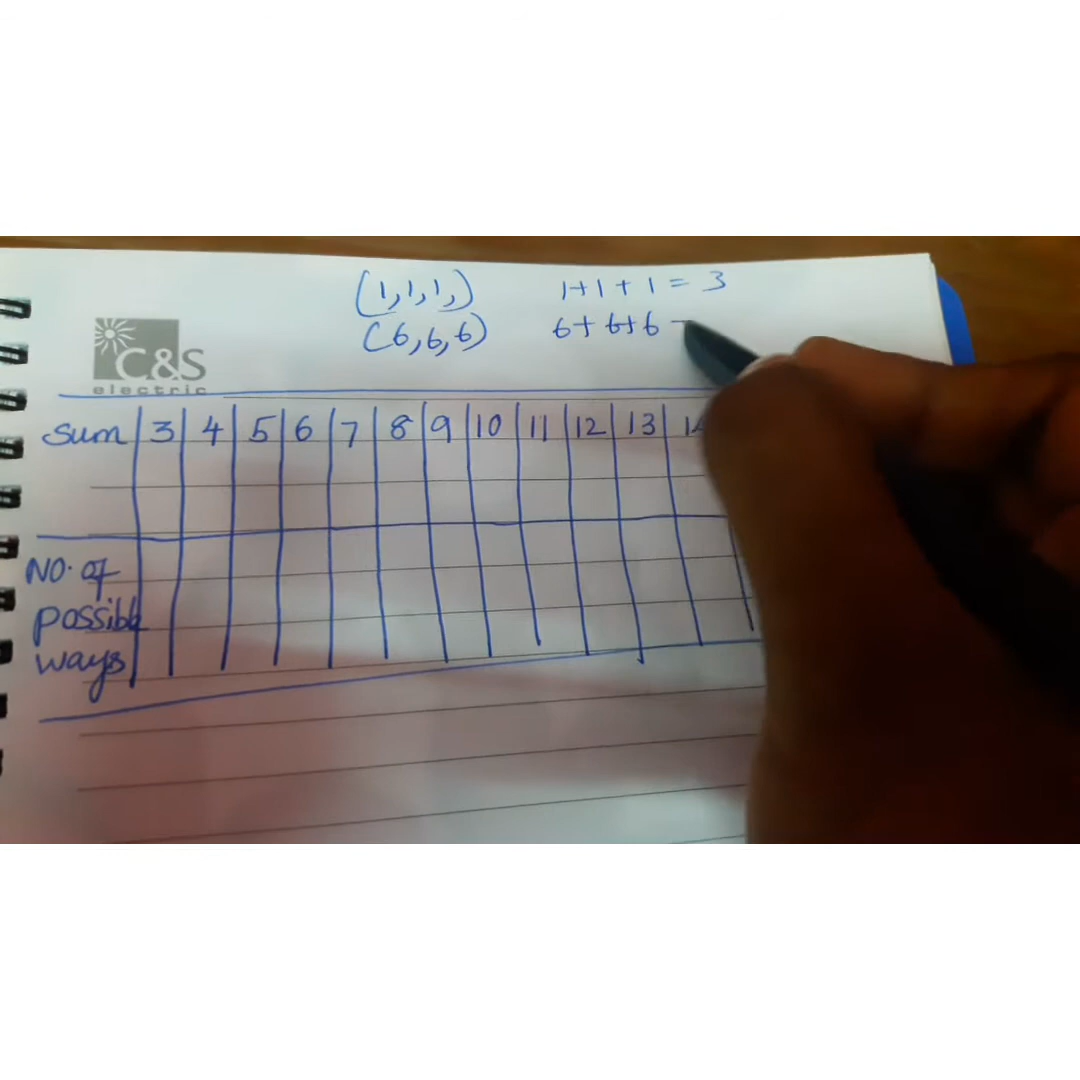 (1,1,1,) 1+1+1 = 3
(6,6,6) 6+6+6 -
C&S
electric
Sum 3 4 5 6 7 8 9 10 11 12 13
NO. of
possible
ways